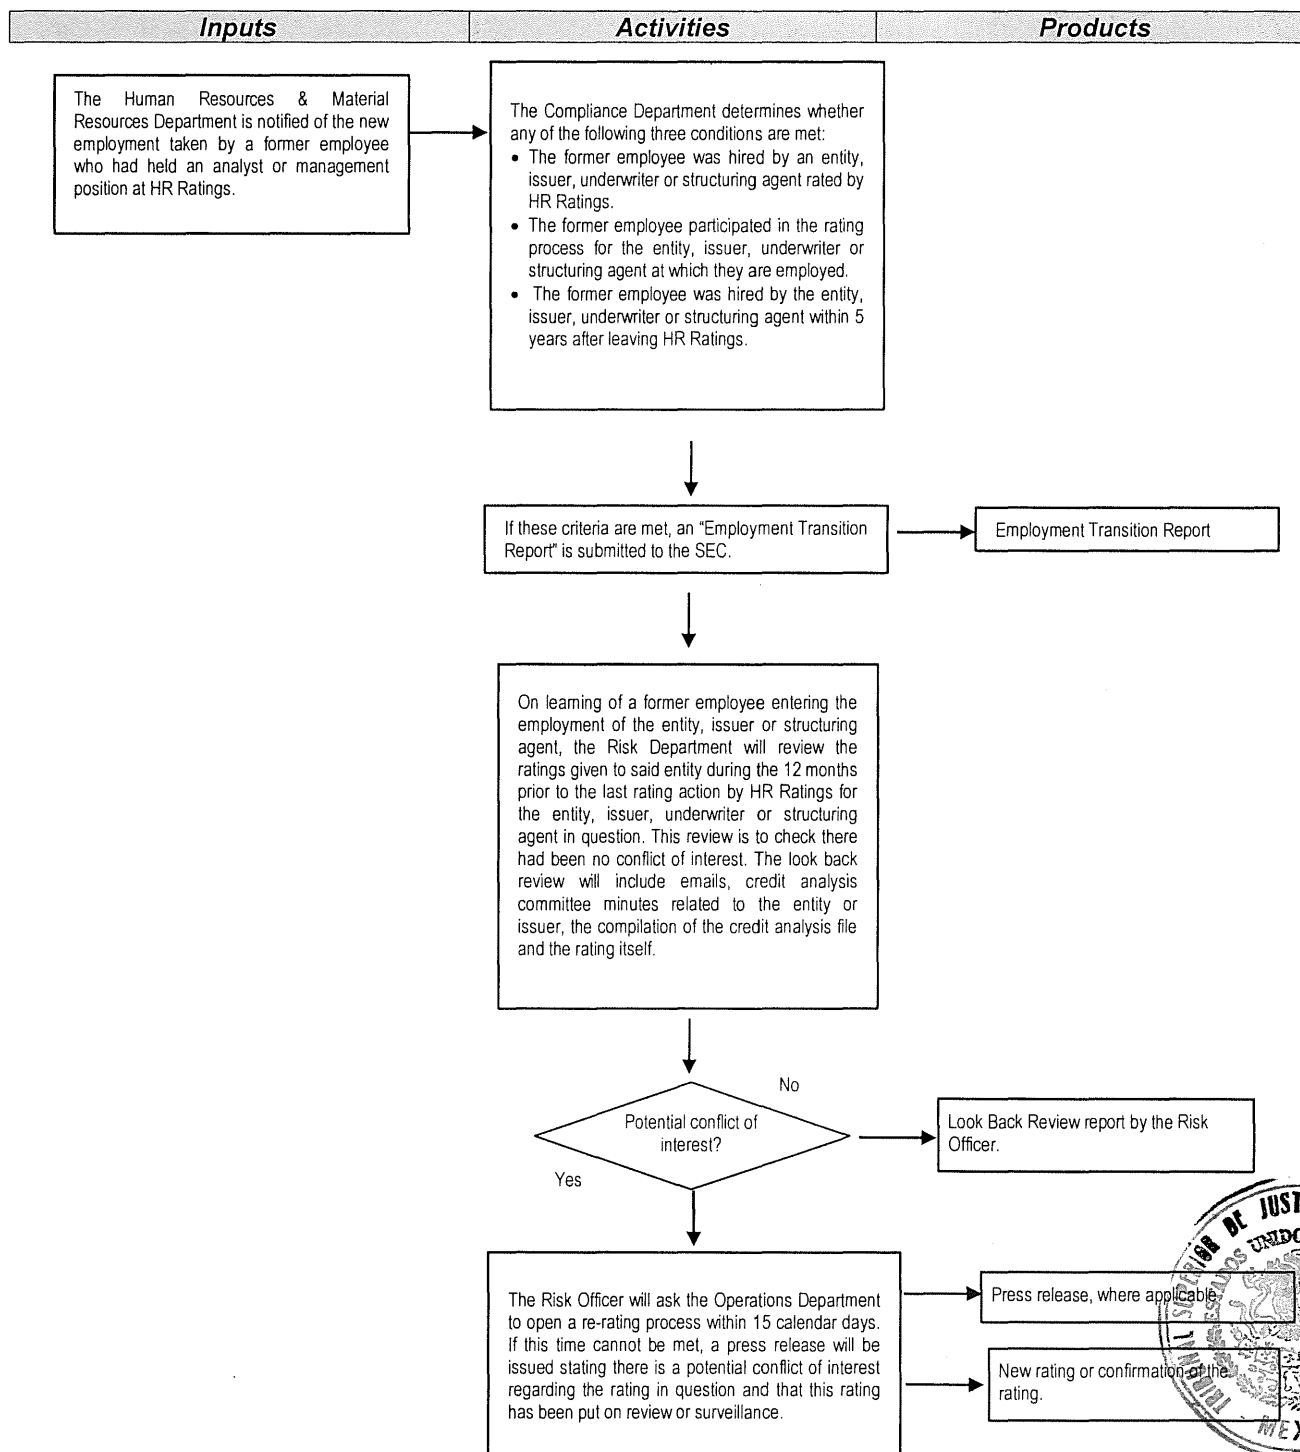 Inputs
Activities
Products
The Human Resources & Material
Resources Department is notified of the new
employment taken by a former employee
who had held an analyst or management
position at HR Ratings.
The Compliance Department determines whether
any of the following three conditions are met:
• The former employee was hired by an entity,
issuer, underwriter or structuring agent rated by
HR Ratings.
• The former employee participated in the rating
process for the entity, issuer, underwriter or
structuring agent at which they are employed.
• The former employee was hired by the entity,
issuer, underwriter or structuring agent within 5
years after leaving HR Ratings.
If these criteria are met, an “Employment Transition
Report” is submitted to the SEC.
Employment Transition Report
On learning of a former employee entering the
employment of the entity, issuer or structuring
agent, the Risk Department will review the
ratings given to said entity during the 12 months
prior to the last rating action by HR Ratings for
the entity, issuer, underwriter or structuring
agent in question. This review is to check there
had been no conflict of interest. The look back
review will include emails, credit analysis
committee minutes related to the entity or
issuer, the compilation of the credit analysis file
and the rating itself.
No
Potential conflict of
interest?
Yes
Look Back Review report by the Risk
Officer.
The Risk Officer will ask the Operations Department
to open a re-rating process within 15 calendar days.
If this time cannot be met, a press release will be
issued stating there is a potential conflict of interest
regarding the rating in question and that this rating
has been put on review or surveillance.
Press release, where applicable
New rating or confirmation of the
rating.
TRIBUNAL SUPERIOR DE JUST
ESTADOS UNIDO
MEX